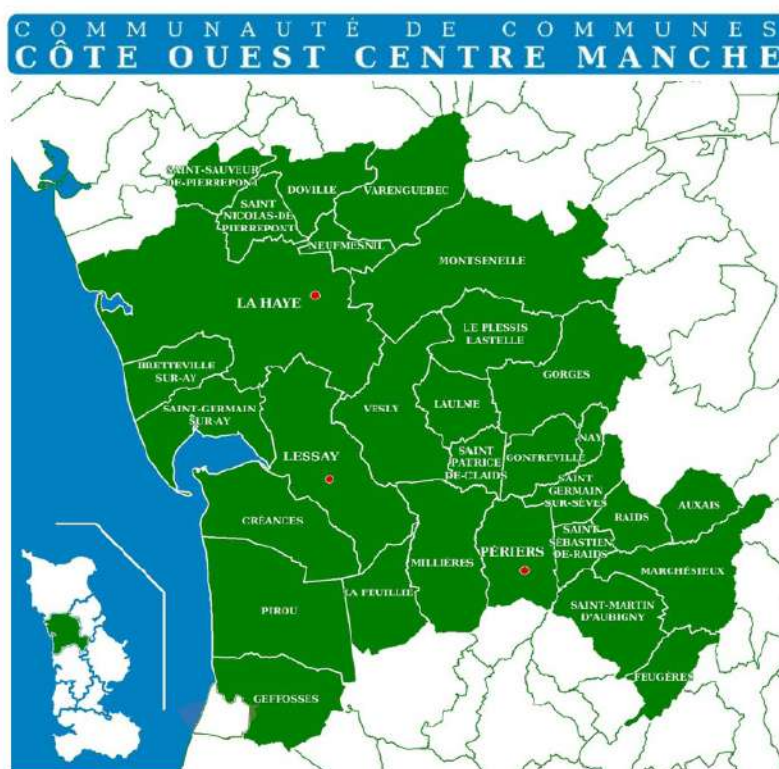 COMMUNAUTÉ DE COMMUNES
CÔTE OUEST CENTRE MANCHE
SAINT-SAUVEUR
DE-PIERREPONT
DOVILLE
VARENGUEBEC
SAINT
NICOLAS-DE
PIERREPONT
NEUFMESNIL
MONTSENELLE
LA HAYE
LE PLESSIS
LASTELLE
BRETTEVILLE
SUR-AY
GORGES
SAINT-GERMAIN
SUR-AY
VESLY
LAULNE
NAY
LESSAY
SAINT
PATRICE
DE-CLAIDS
GONFREVILLE
SAINT
GERMAIN
SUR-SÈVES
AUXAIS
RAIDS
CRÉANCES
SAINT
SÉBASTIEN
DE-RAIDS
PÉRIERS
MILLIÈRES
MARCHÉSIEUX
LA FEUILLIE
PIROU
SAINT-MARTIN
D'AUBIGNY
FEUGÈRES
GEFFOSSES